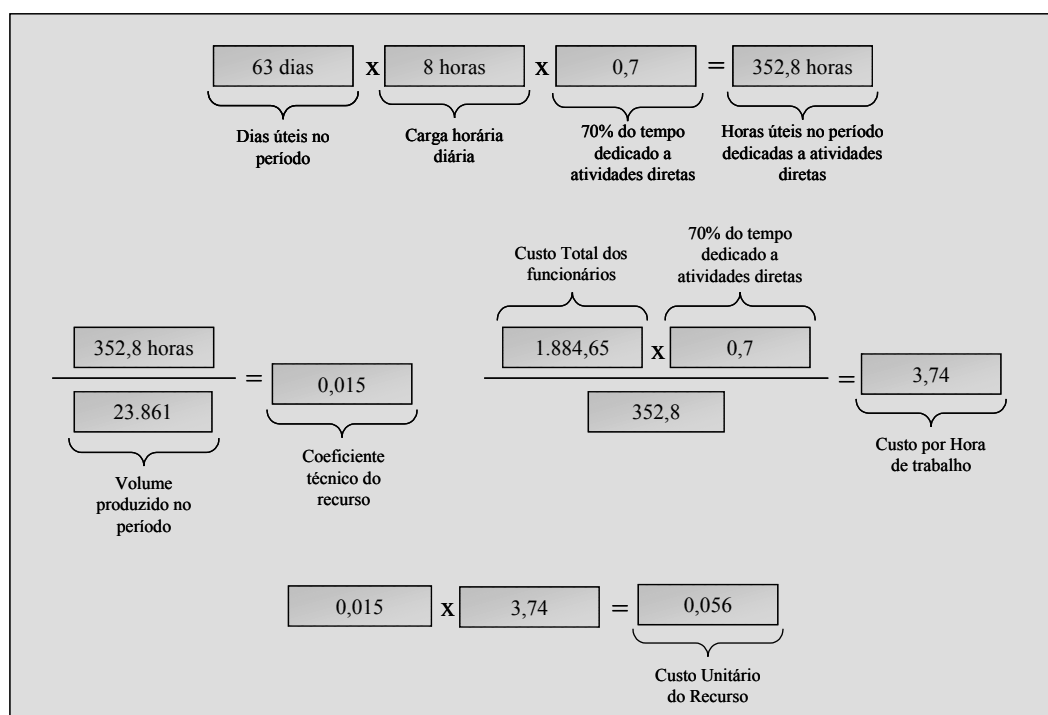 63 dias x 8 horas x 0,7 = 352,8 horas
Dias úteis no
período
Carga horária
diária
70% do tempo
dedicado a
atividades diretas
Horas úteis no período
dedicadas a atividades
diretas
Custo Total dos
funcionários
70% do tempo
dedicado a
atividades diretas
352,8 horas
23.861
= 0,015
Volume
produzido no
período
Coeficiente
técnico do
recurso
1.884,65 x 0,7
352,8
= 3,74
Custo por Hora
de trabalho
0,015 x 3,74 = 0,056
Custo Unitário
do Recurso